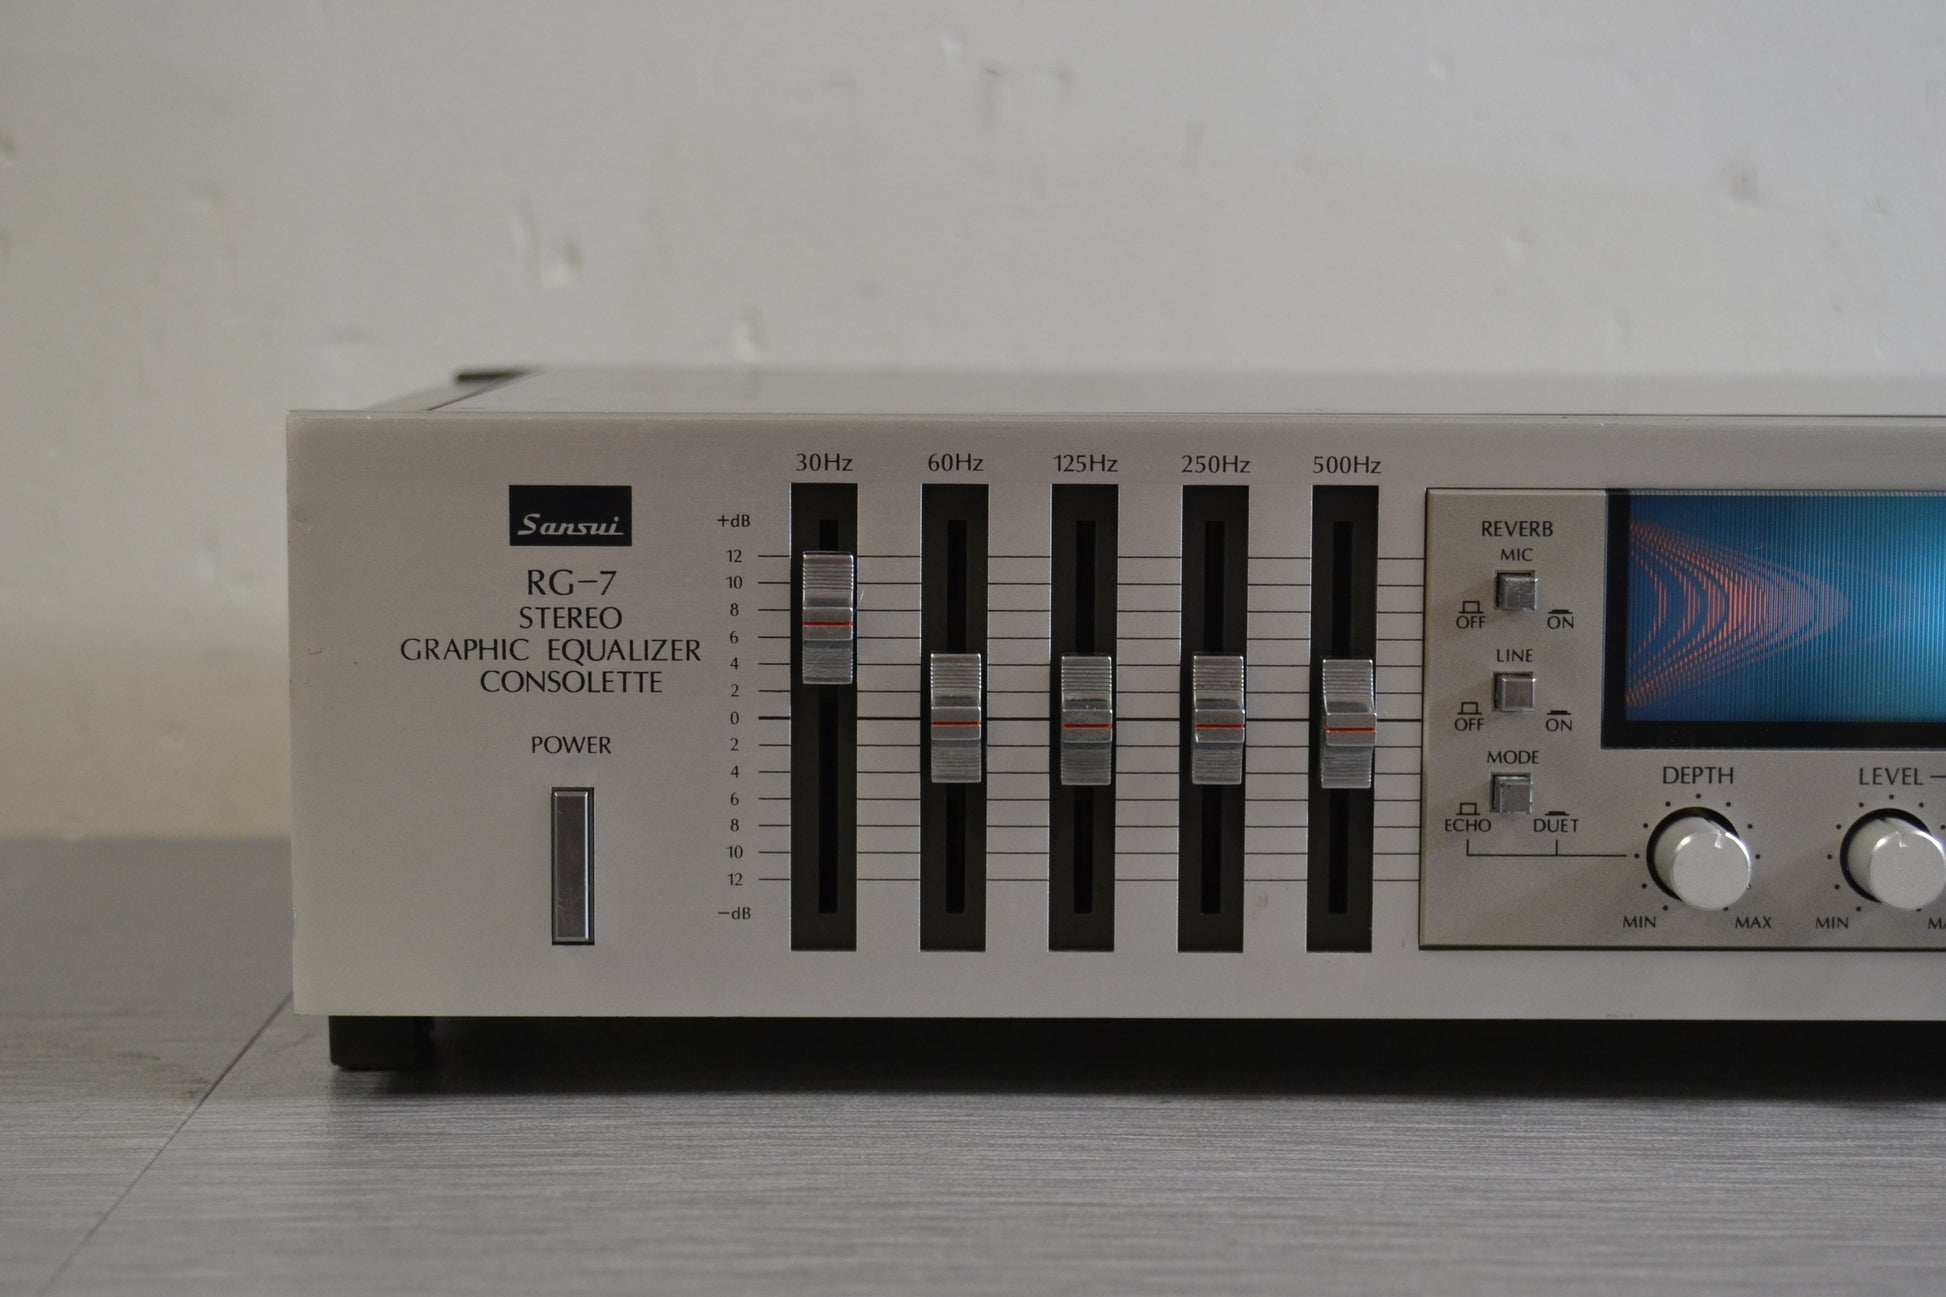 Sansui
RG-7
STEREO
GRAPHIC EQUALIZER
CONSOLETTE
POWER
30Hz 60Hz 125Hz 250Hz 500Hz
+dB
12
10
8
6
4
2
0
2
4
6
8
10
12
-dB
REVERB
MIC
OFF ON
LINE
OFF ON
MODE
ECHO DUET
DEPTH
MIN MAX
LEVEL
MIN